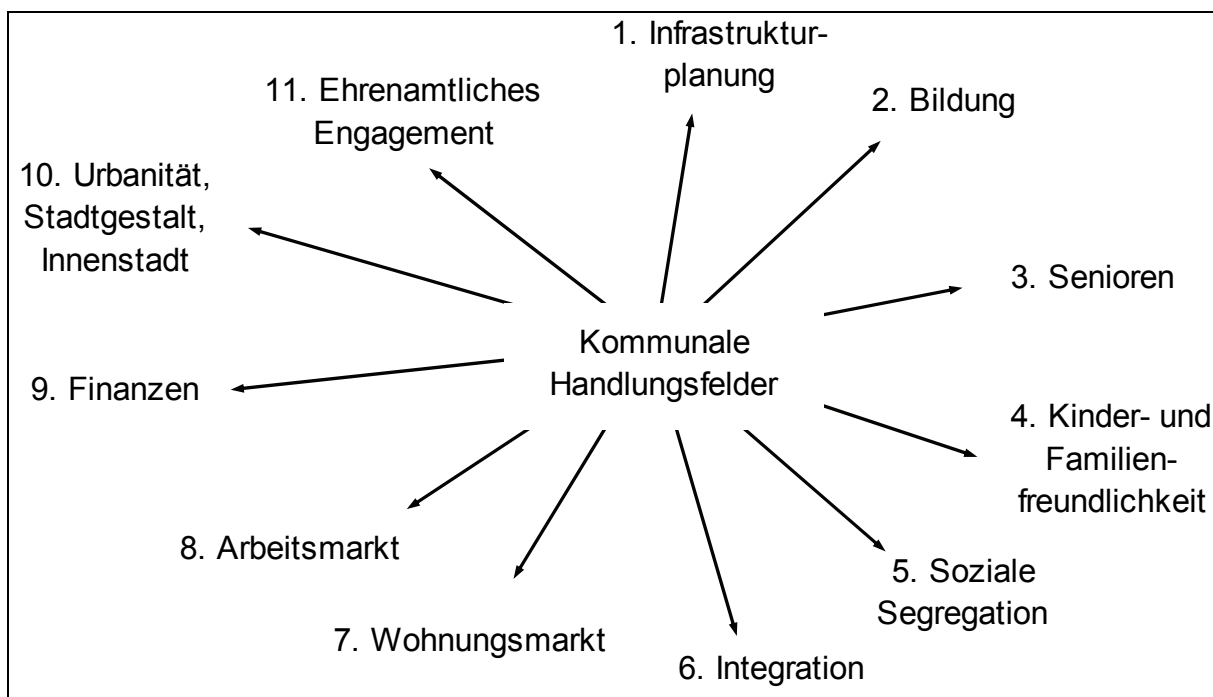 1. Infrastruktur-
planung
2. Bildung
3. Senioren
4. Kinder- und
Familien-
freundlichkeit
5. Soziale
Segregation
6. Integration
7. Wohnungsmarkt
8. Arbeitsmarkt
9. Finanzen
10. Urbanität,
Stadtgestalt,
Innenstadt
11. Ehrenamtliches
Engagement
Kommunale
Handlungsfelder